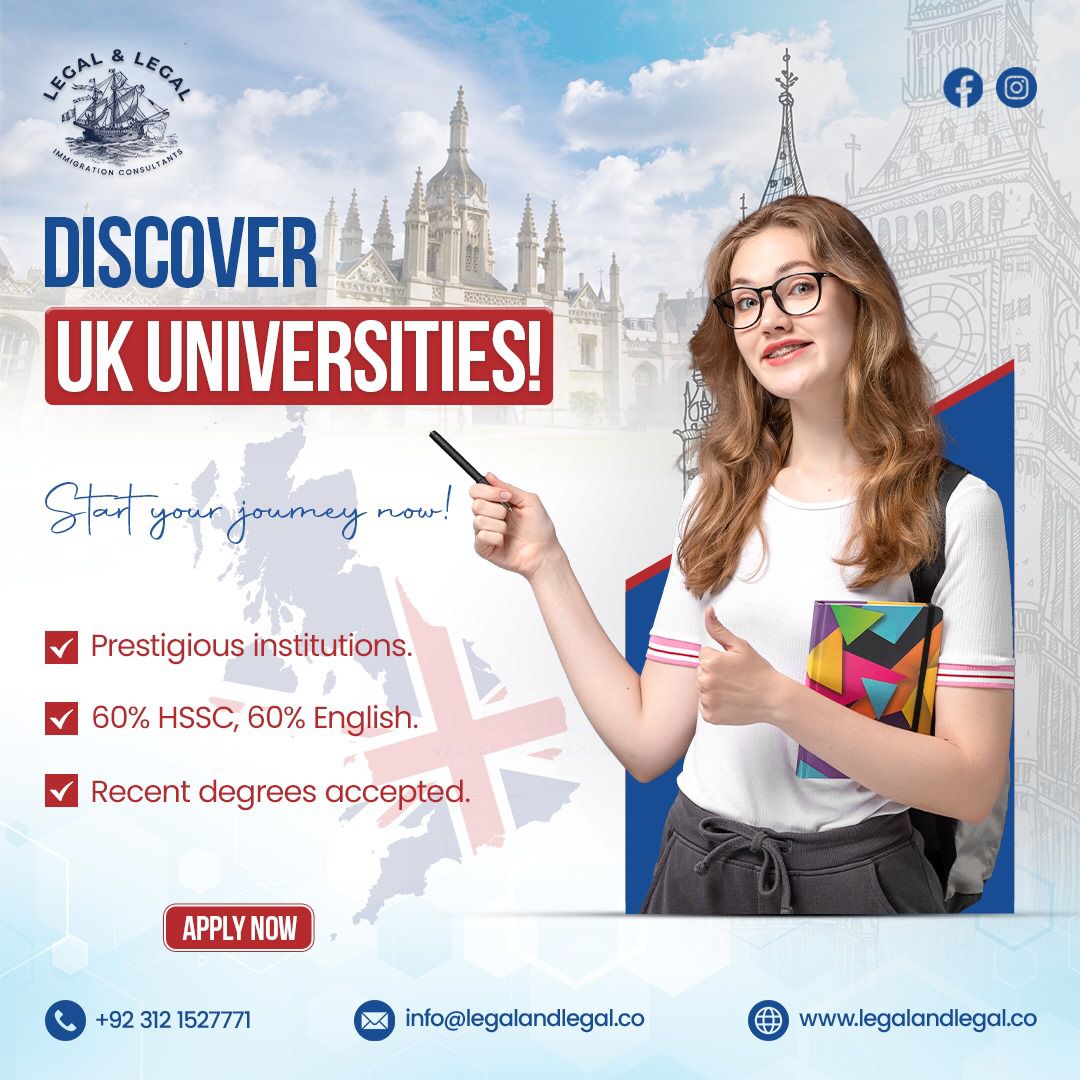 LEGAL & LEGAL
IMMIGRATION CONSULTANTS
DISCOVER
UK UNIVERSITIES!
Start your journey now!
Prestigious institutions.
60% HSSC, 60% English.
Recent degrees accepted.
APPLY NOW
+92 312 1527771
info@legalandlegal.co
www.legalandlegal.co